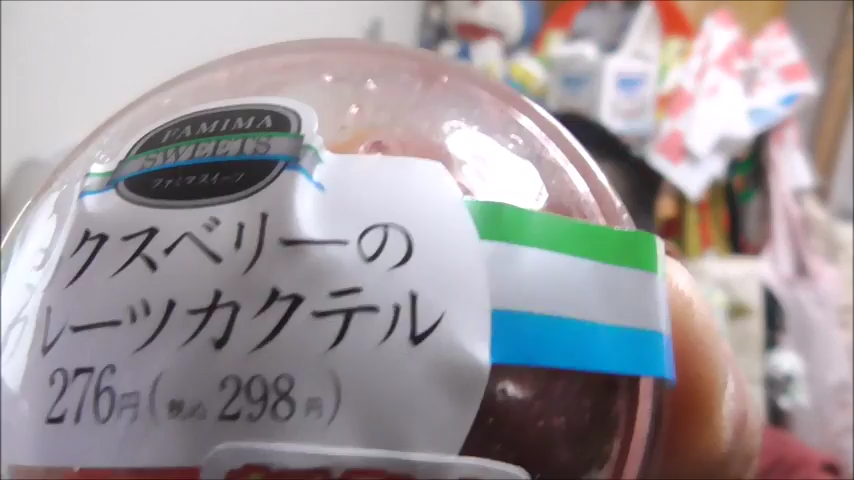 FAMIMA
SWEETS
ファミマスイーツ
クスベリーの
レーツカクテル
276円(税込298円)